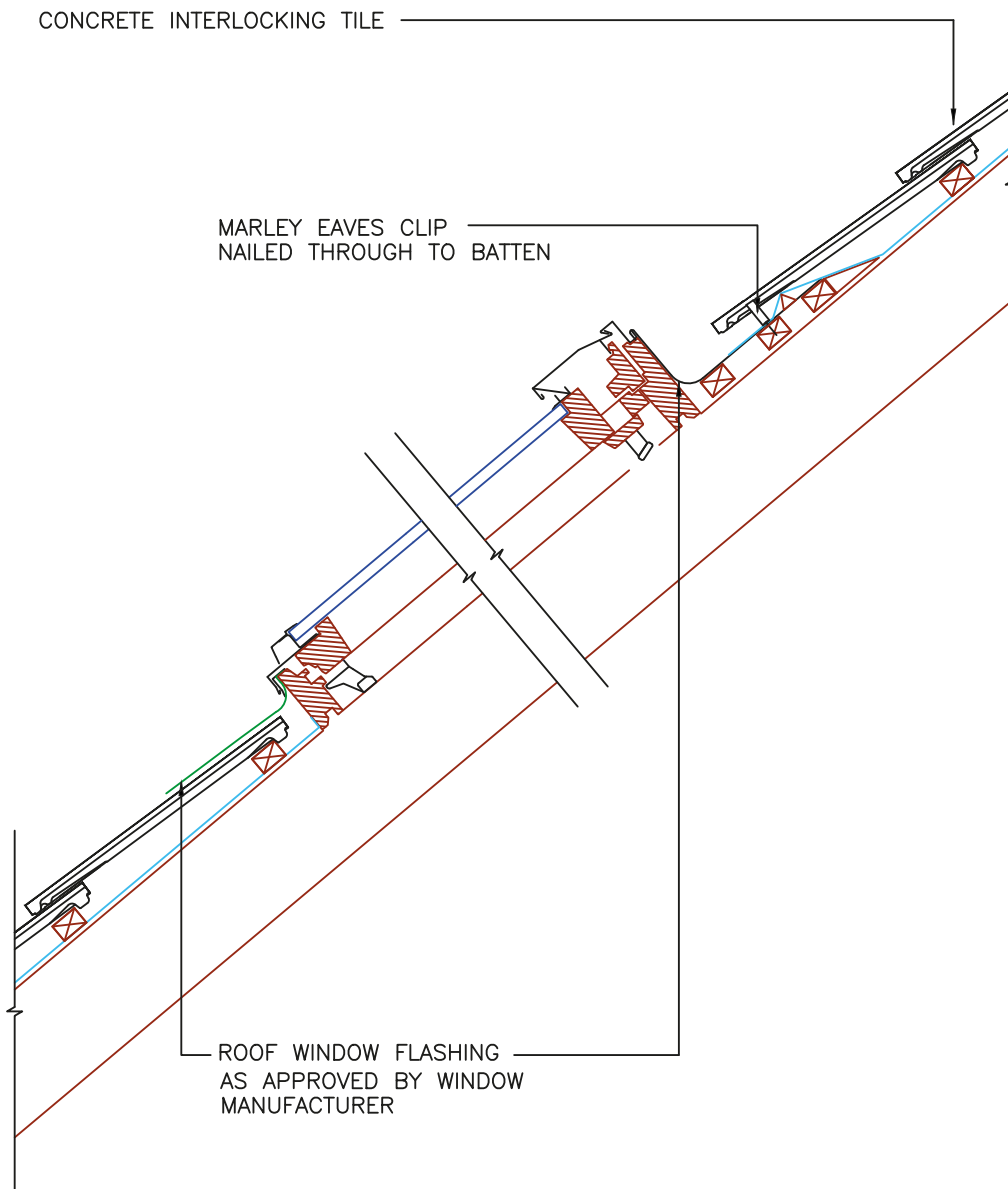 CONCRETE INTERLOCKING TILE
MARLEY EAVES CLIP
NAILED THROUGH TO BATTEN
ROOF WINDOW FLASHING
AS APPROVED BY WINDOW
MANUFACTURER